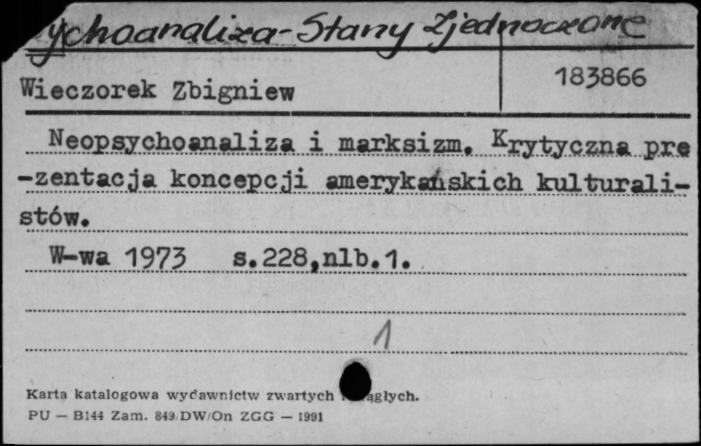 ychoanaliza - Stany Zjednoczone
183866
Wieczorek Zbigniew
Neopsychoanaliza i marksizm. Krytyczna pre
-zentacja koncepcji amerykańskich kulturali-
stów.
W-wa 1973 s.228,nlb.1.
1
Karta katalogowa wydawnictw zwartych
PU — B144 Zam. 849/DW/On ZGG — 1991